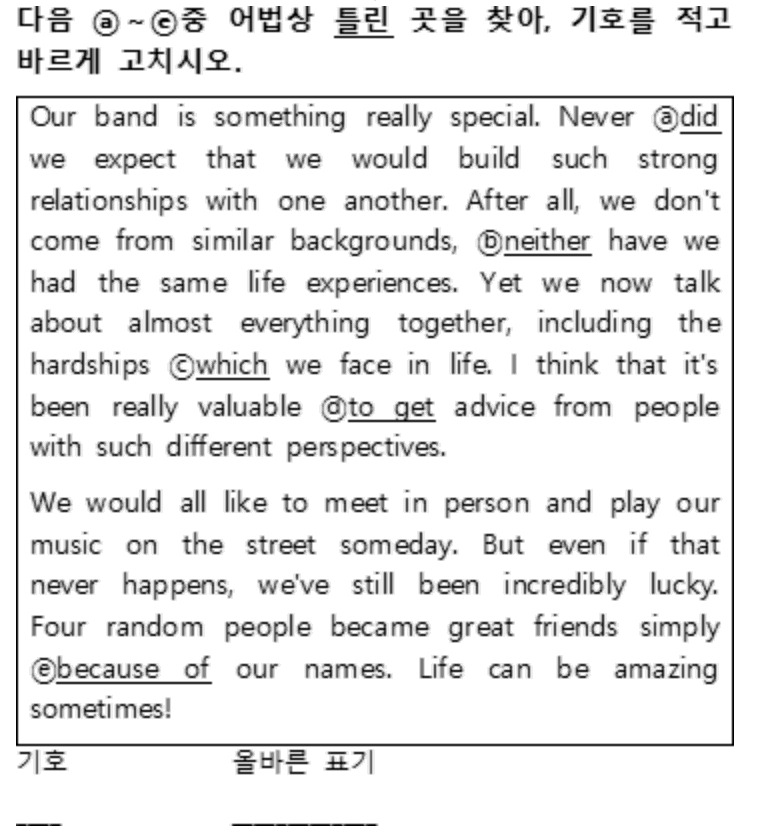 다음 ⓐ~ⓔ중 어법상 틀린 곳을 찾아, 기호를 적고
바르게 고치시오.
Our band is something really special. Never ⓐdid
we expect that we would build such strong
relationships with one another. After all, we don't
come from similar backgrounds, ⓑneither have we
had the same life experiences. Yet we now talk
about almost everything together, including the
hardships ⓒwhich we face in life. I think that it's
been really valuable ⓓto get advice from people
with such different perspectives.
We would all like to meet in person and play our
music on the street someday. But even if that
never happens, we've still been incredibly lucky.
Four random people became great friends simply
ⓔbecause of our names. Life can be amazing
sometimes!
기호 올바른 표기